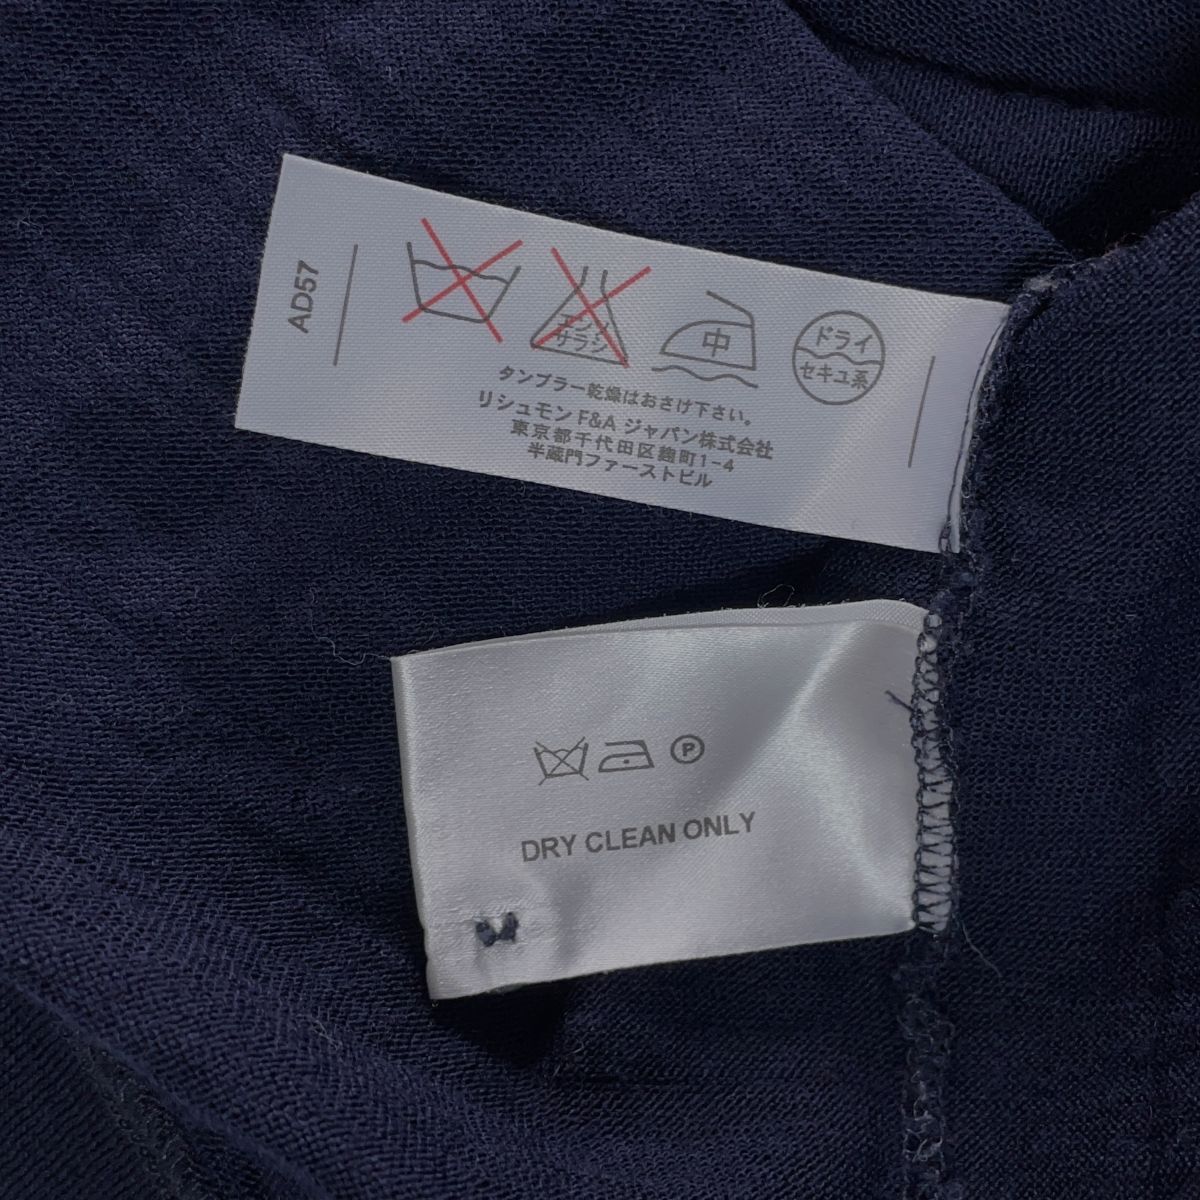 AD57
エンソ
サラシ
中
ドライ
セキユ系
タンブラー乾燥はおさけ下さい。
リシュモン F&A ジャパン株式会社
東京都千代田区麹町1-4
半蔵門ファーストビル
P
DRY CLEAN ONLY